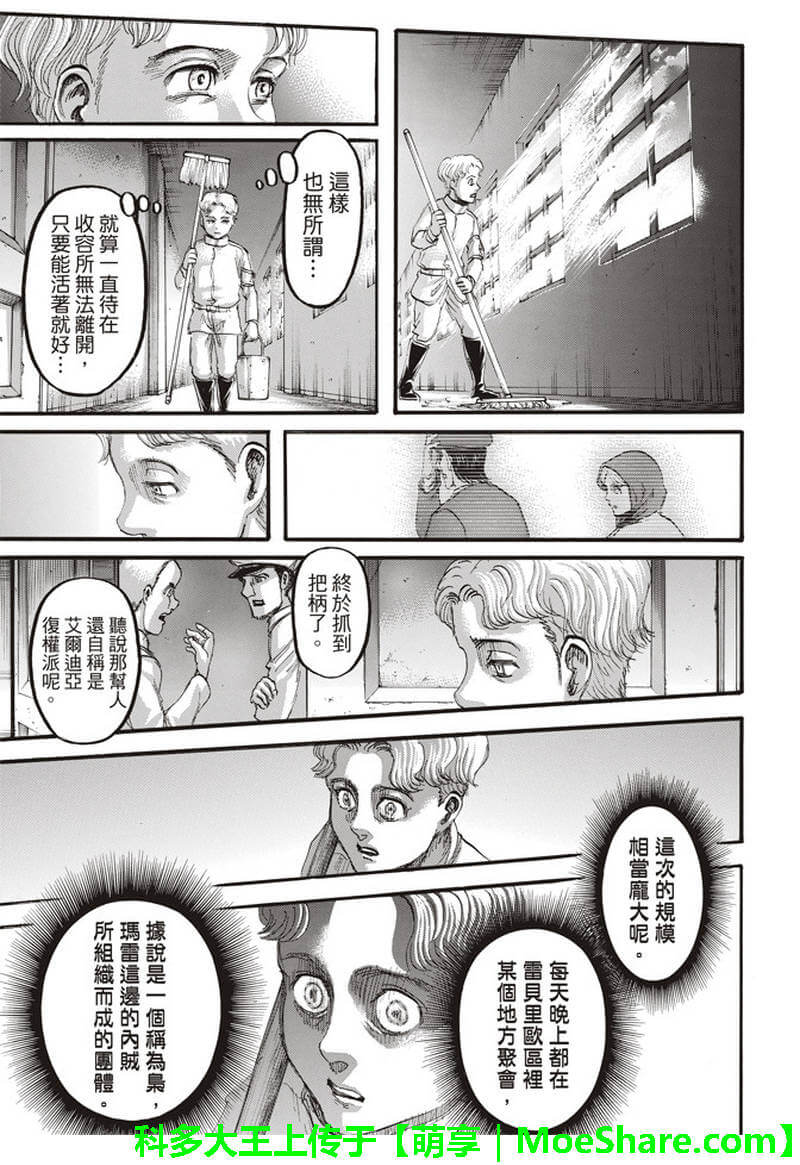 這樣
也無所謂…
就算一直待在
收容所無法離開，
只要能活著就好…
終於抓到
把柄了。
聽說那幫人
還自稱是
艾爾迪亞
復權派呢。
這次的規模
相當龐大呢。
每天晚上都在
雷貝里歐區裡
某個地方聚會，
據說是一個稱為梟，
瑪雷這邊的內賊
所組織而成的團體。
科多大王上传于【萌享】|MoeShare.com】